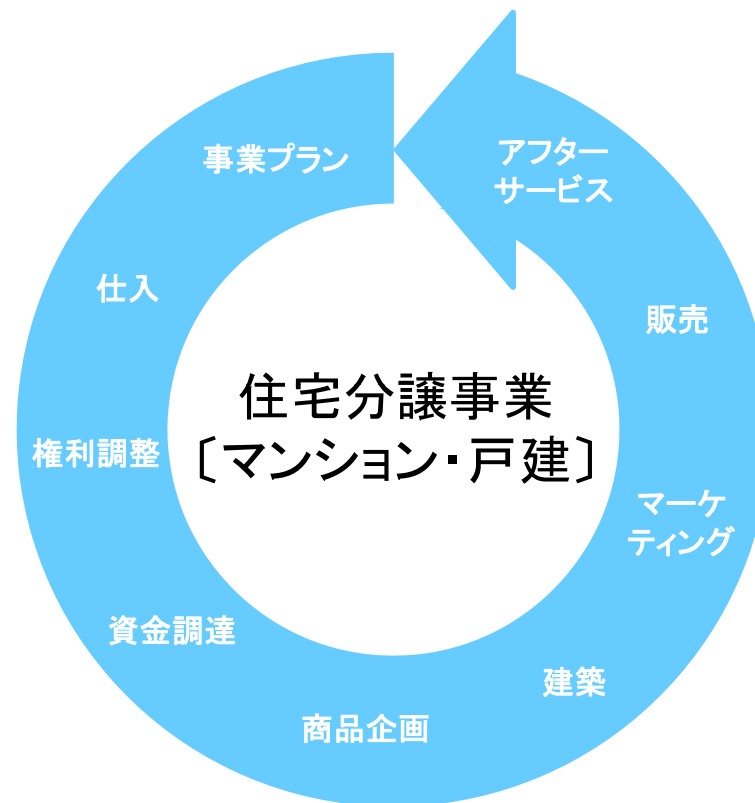 事業プラン
仕入
権利調整
資金調達
商品企画
建築
マーケ
ティング
販売
アフター
サービス
住宅分譲事業
〔マンション・戸建〕